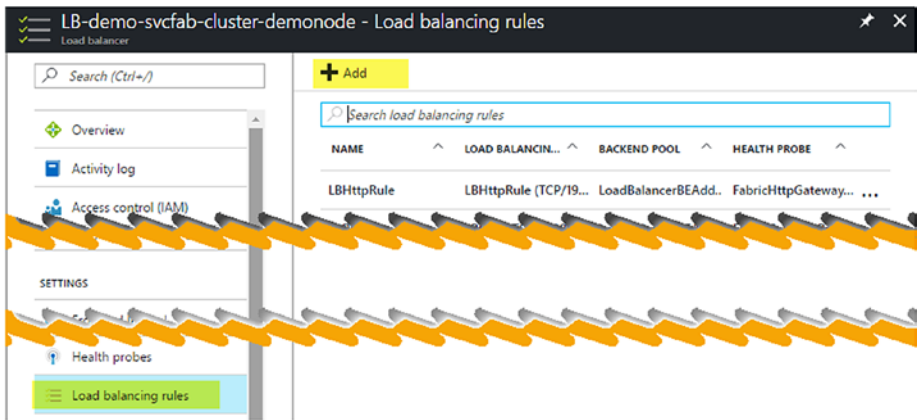 LB-demo-svcfab-cluster-demonode - Load balancing rules
Load balancer
Search (Ctrl+/)
Overview
Activity log
Access control (IAM)
SETTINGS
Health probes
Load balancing rules
Add
Search load balancing rules
NAME LOAD BALANCIN... BACKEND POOL HEALTH PROBE
LBHttpRule LBHttpRule (TCP/19... LoadBalancerBEAdd.. FabricHttpGateway... ...